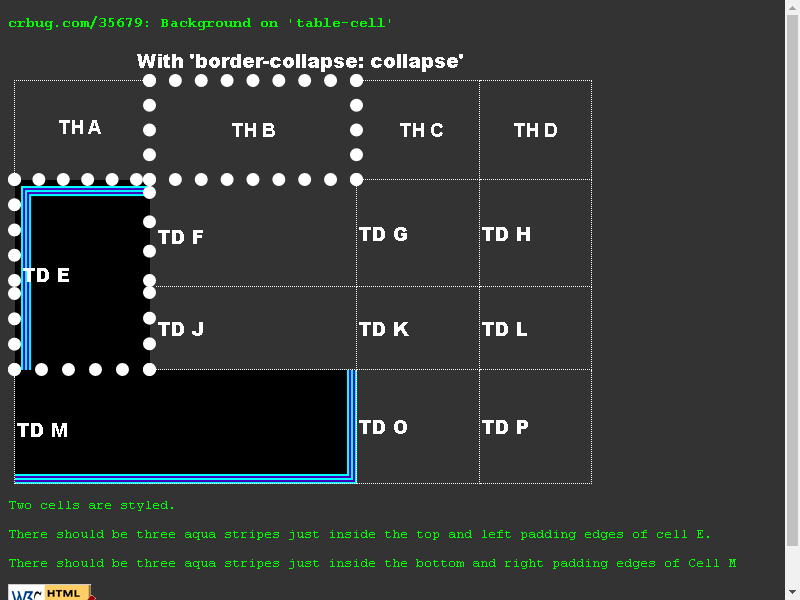 crbug.com/35679: Background on 'table-cell'
With 'border-collapse: collapse'
TH A TH B TH C TH D
TD E TD F TD G TD H
TD J TD K TD L
TD M TD O TD P
Two cells are styled.
There should be three aqua stripes just inside the top and left padding edges of cell E.
There should be three aqua stripes just inside the bottom and right padding edges of Cell M
W3C HTML